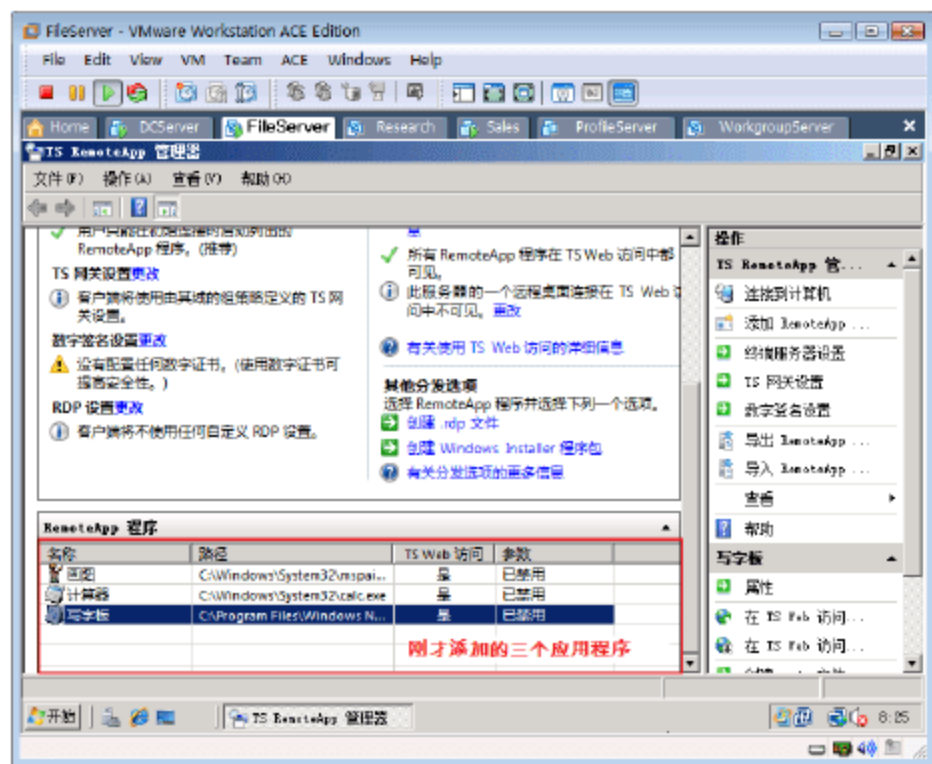 FileServer - VMware Workstation ACE Edition
File Edit View VM Team ACE Windows Help
Home DCServer FileServer Research Sales ProfileServer WorkgroupServer
TS RemoteApp 管理器
文件(F) 操作(A) 查看(V) 帮助(H)
RemoteApp 程序。(推荐)
TS 网关设置更改
客户端将使用由其域的组策略定义的 TS 网
关设置。
数字签名设置更改
没有配置任何数字证书。(使用数字证书可
提高安全性。)
RDP 设置更改
客户端将不使用任何自定义 RDP 设置。
是
所有 RemoteApp 程序在 TS Web 访问中都
可见。
此服务器的一个远程桌面连接在 TS Web 访
问中不可见。 更改
有关使用 TS Web 访问的详细信息
其他分发选项
选择 RemoteApp 程序并选择下列一个选项。
创建 .rdp 文件
创建 Windows Installer 程序包
有关分发选项的更多信息
RemoteApp 程序
名称 路径 TS Web 访问 参数
画图 C:\Windows\System32\mspai... 是 已禁用
计算器 C:\Windows\System32\calc.exe 是 已禁用
写字板 C:\Program Files\Windows N... 是 已禁用
刚才添加的三个应用程序
操作
TS RemoteApp 管...
连接到计算机
添加 RemoteApp ...
终端服务器设置
TS 网关设置
数字签名设置
导出 RemoteApp ...
导入 RemoteApp ...
查看
帮助
写字板
属性
在 TS Web 访问...
在 TS Web 访问...
开始 TS RemoteApp 管理器 8:25